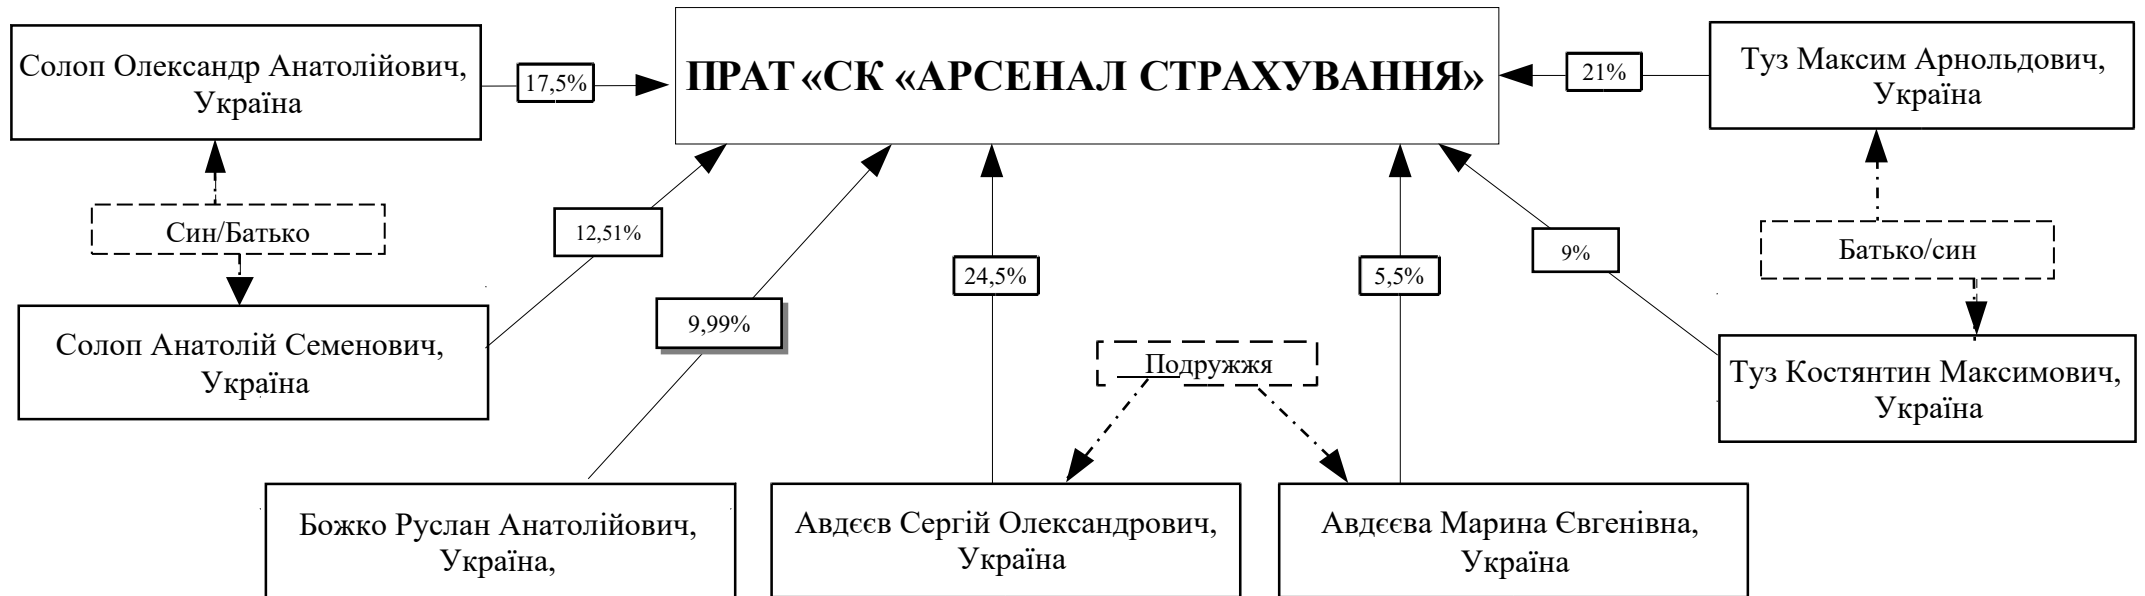 Солоп Олександр Анатолійович,
Україна
17,5%
ПРАТ «СК «АРСЕНАЛ СТРАХУВАННЯ»
21%
Туз Максим Арнольдович,
Україна
Син/Батько
12,51%
9%
Батько/син
24,5%
5,5%
9,99%
Солоп Анатолій Семенович,
Україна
Подружжя
Туз Костянтин Максимович,
Україна
Божко Руслан Анатолійович,
Україна,
Авдєєв Сергій Олександрович,
Україна
Авдєєва Марина Євгенівна,
Україна